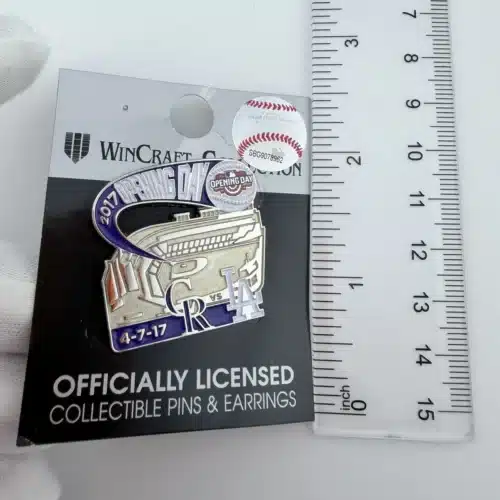 WINCRAFT
SBG9078962
2017 OPENING DAY
OPENING DAY
CR
VS
LA
4-7-17
OFFICIALLY LICENSED
COLLECTIBLE PINS & EARRINGS
3
2
1
0
inch
7
8
9
10
11
12
13
14
15